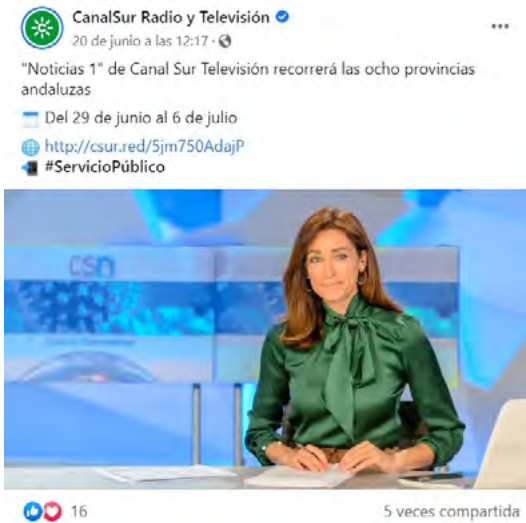 CanalSur Radio y Televisión
20 de junio a las 12:17 ·
"Noticias 1" de Canal Sur Televisión recorrerá las ocho provincias
andaluzas
Del 29 de junio al 6 de julio
http://csur.red/5jm750AdajP
#ServicioPúblico
csn
16
5 veces compartida